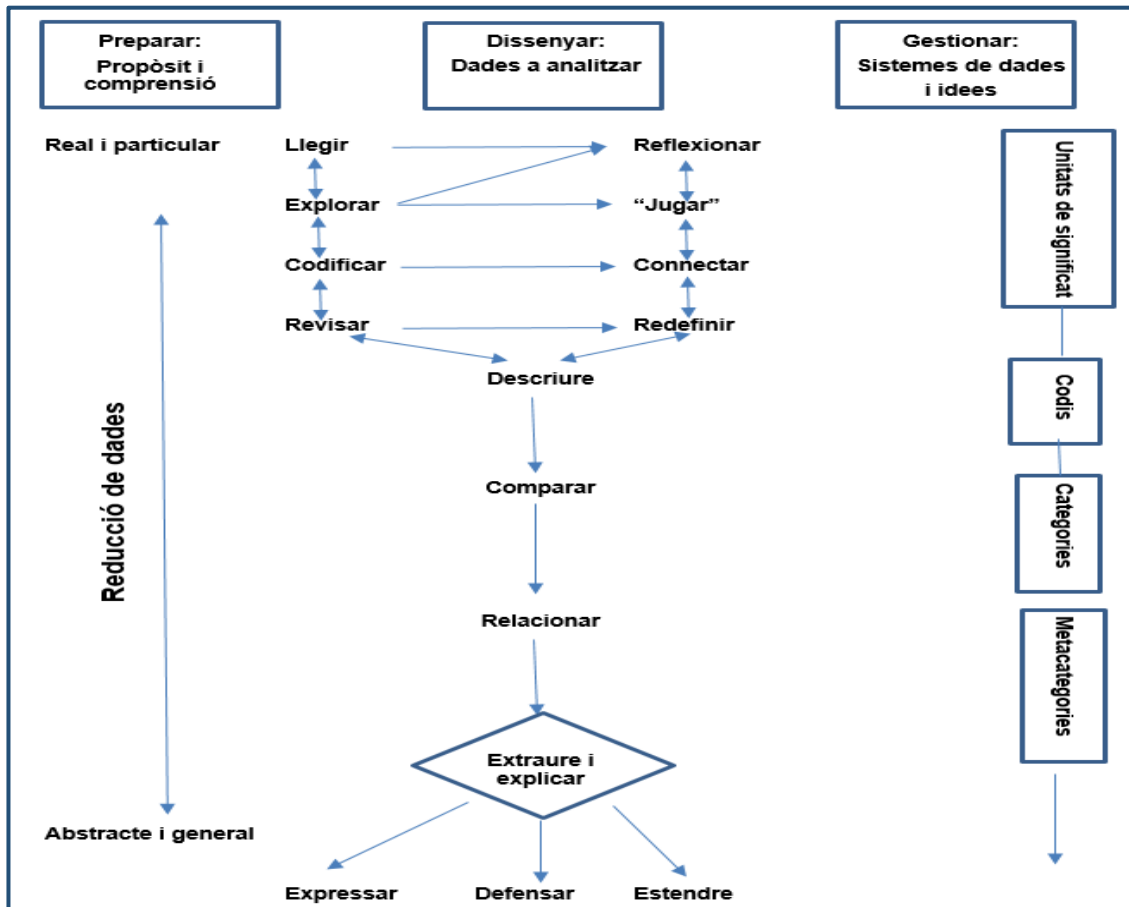 Preparar:
Propòsit i
comprensió
Dissenyar:
Dades a analitzar
Gestionar:
Sistemes de dades
i idees
Real i particular
Llegir
Reflexionar
Explorar
“Jugar”
Codificar
Connectar
Revisar
Redefinir
Descriure
Comparar
Relacionar
Extraure i
explicar
Abstracte i general
Expressar
Defensar
Estendre
Reducció de dades
Unitats de significat
Codis
Categories
Metacategories